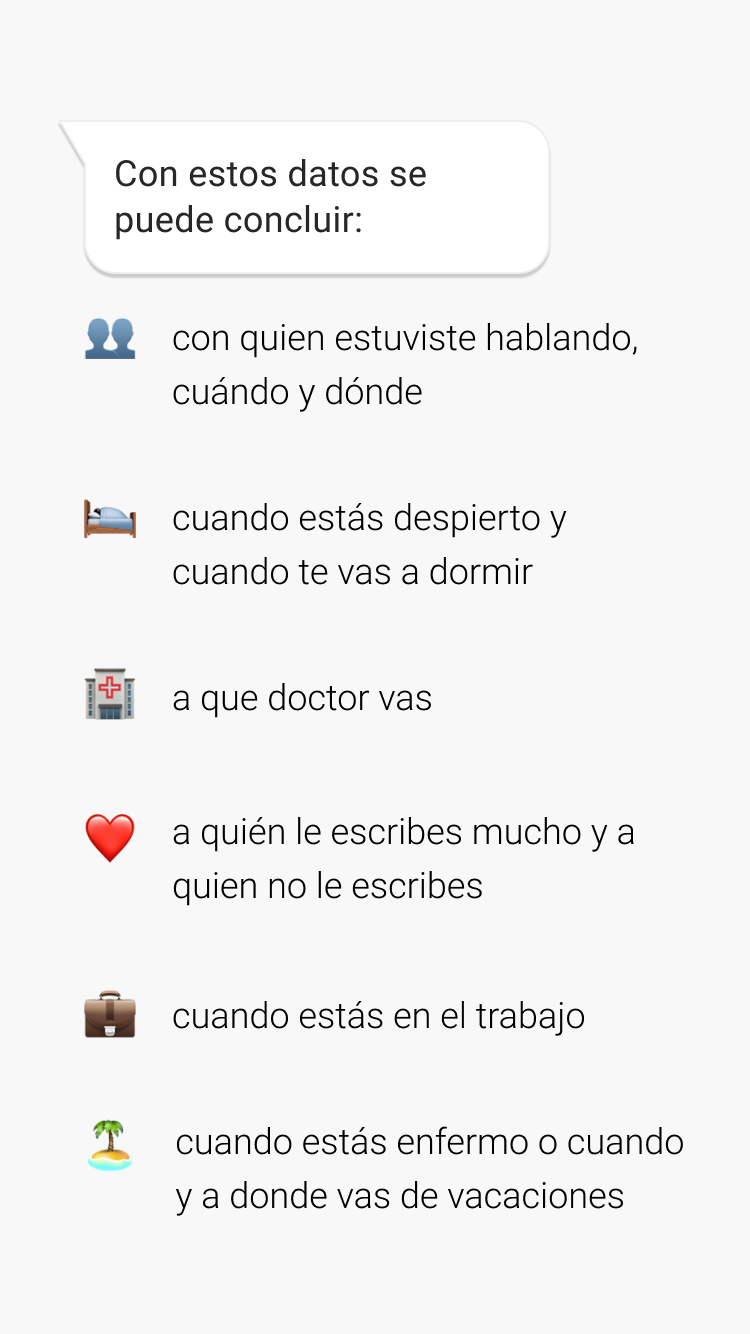 Con estos datos se
puede concluir:
con quien estuviste hablando,
cuándo y dónde
cuando estás despierto y
cuando te vas a dormir
a que doctor vas
a quién le escribes mucho y a
quien no le escribes
cuando estás en el trabajo
cuando estás enfermo o cuando
y a donde vas de vacaciones